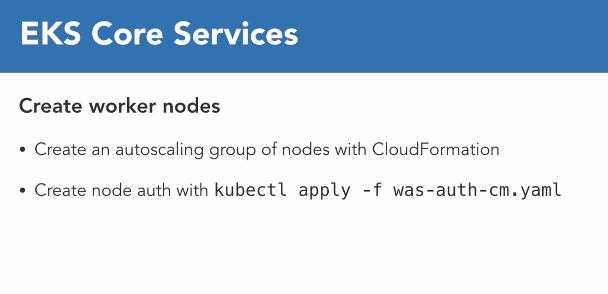 EKS Core Services
Create worker nodes
• Create an autoscaling group of nodes with CloudFormation
• Create node auth with kubectl apply -f was-auth-cm.yaml